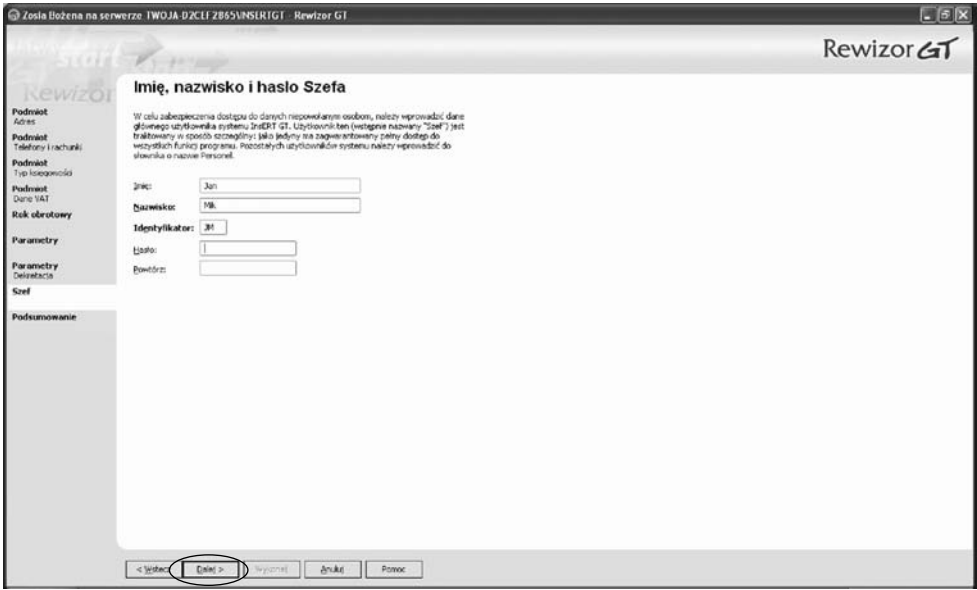 Zosia Bożena na serwerze TWOJA-D2CEF2B65\INSERTGT - Rewizor GT
start
Rewizor
Rewizor GT
Imię, nazwisko i hasło Szefa
W celu zabezpieczenia dostępu do danych niepowołanym osobom, należy wprowadzić dane
głównego użytkownika systemu InsERT GT. Użytkownik ten (wstępnie nazwany "Szef") jest
traktowany w sposób szczególny: jako jedyny ma zagwarantowany pełny dostęp do
wszystkich funkcji programu. Pozostałych użytkowników systemu należy wprowadzić do
słownika o nazwie Personel.
Podmiot
Adres
Podmiot
Telefony i rachunki
Podmiot
Typ księgowości
Podmiot
Dane VAT
Rok obrotowy
Parametry
Parametry
Dekretacja
Szef
Podsumowanie
Imię: Jan
Nazwisko: Mik
Identyfikator: JM
Hasło:
Powtórz:
< Wstecz Dalej > Wykonaj Anuluj Pomoc